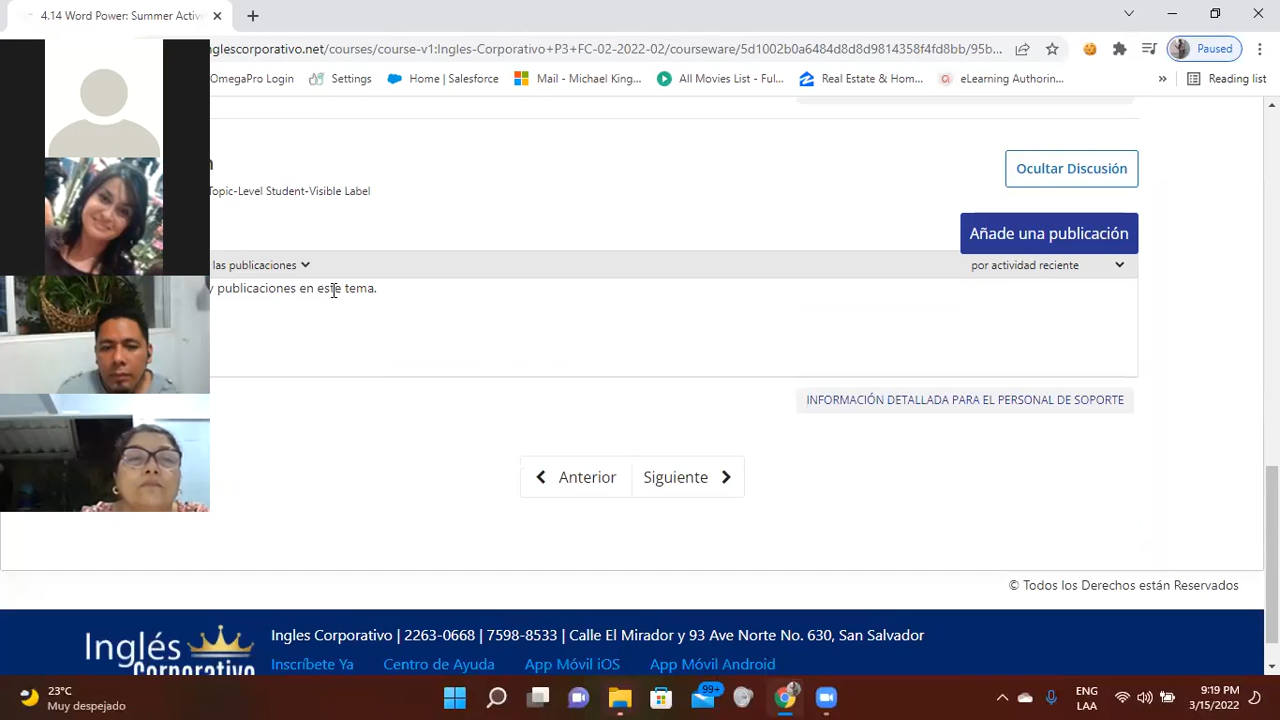 4.14 Word Power: Summer Activ
nglescorporativo.net/courses/course-v1:Ingles-Corporativo+P3+FC-02-2022-02/courseware/5d1002b0a6484d8d8d9814358f4fd8bb/95b...
Paused
OmegaPro Login
Settings
Home | Salesforce
Mail - Michael King...
All Movies List - Ful...
Real Estate & Hom...
eLearning Authorin...
»
Reading list
n
Ocultar Discusión
Topic-Level Student-Visible Label
Añade una publicación
las publicaciones
por actividad reciente
y publicaciones en este tema.
INFORMACIÓN DETALLADA PARA EL PERSONAL DE SOPORTE
Anterior
Siguiente
© Todos los Derechos están Reservados
Inglés
Corporativo
Ingles Corporativo | 2263-0668 | 7598-8533 | Calle El Mirador y 93 Ave Norte No. 630, San Salvador
Inscríbete Ya
Centro de Ayuda
App Móvil iOS
App Móvil Android
23°C
Muy despejado
99+
ENG
LAA
9:19 PM
3/15/2022